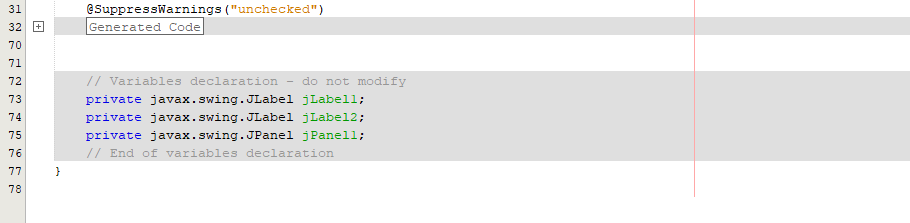 31 @SuppressWarnings("unchecked")
32 Generated Code
70
71
72 // Variables declaration - do not modify
73 private javax.swing.JLabel jLabel1;
74 private javax.swing.JLabel jLabel2;
75 private javax.swing.JPanel jPanel1;
76 // End of variables declaration
77 }
78